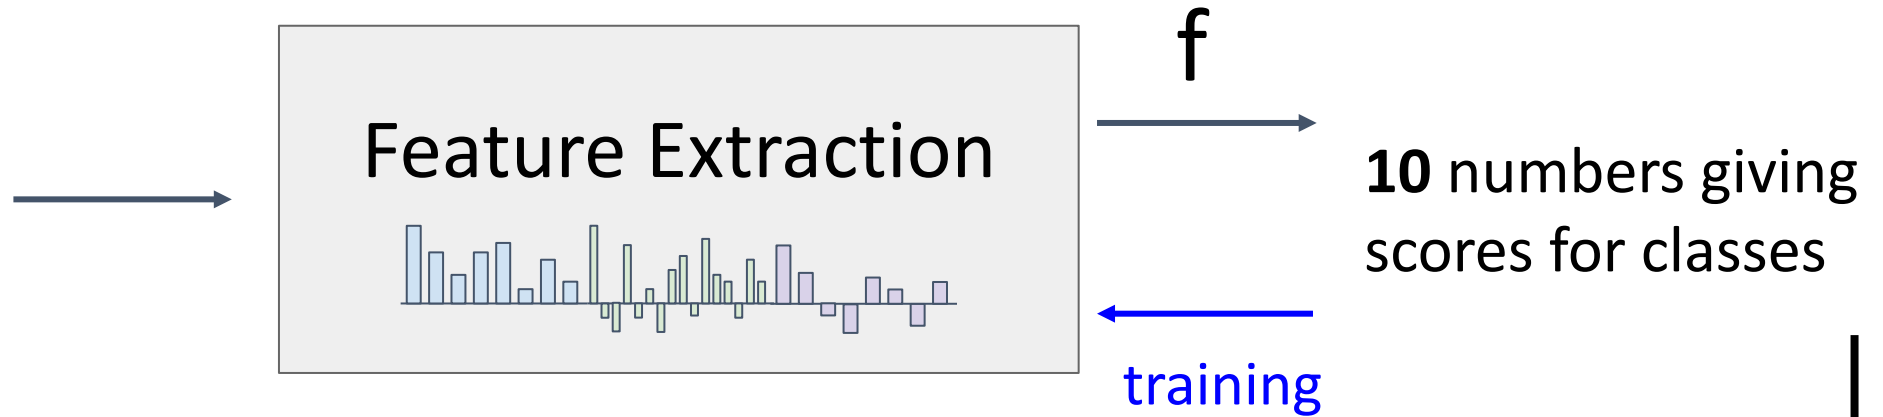 f
Feature Extraction
10 numbers giving
scores for classes
training